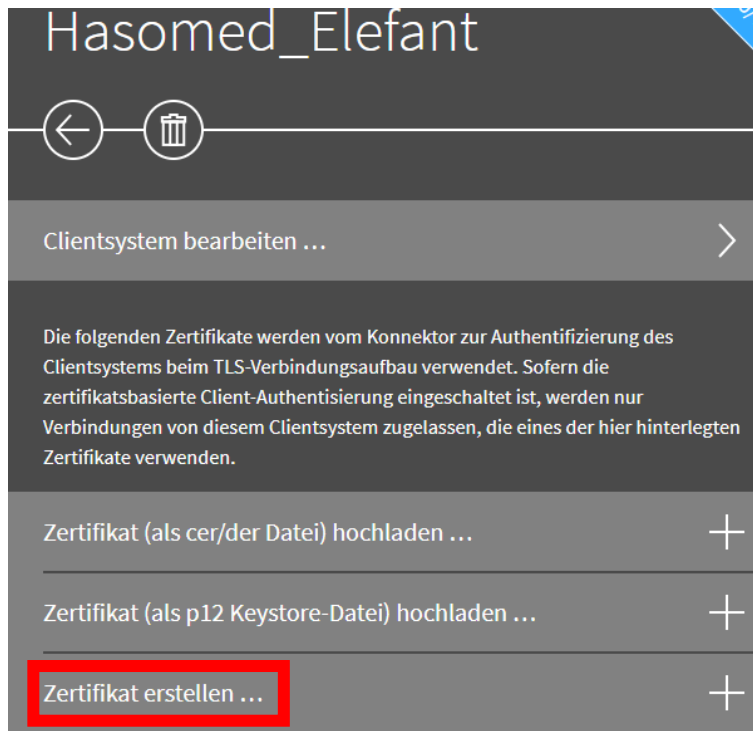 Hasomed_Elefant
Clientsystem bearbeiten …
Die folgenden Zertifikate werden vom Konnektor zur Authentifizierung des
Clientsystems beim TLS-Verbindungsaufbau verwendet. Sofern die
zertifikatsbasierte Client-Authentisierung eingeschaltet ist, werden nur
Verbindungen von diesem Clientsystem zugelassen, die eines der hier hinterlegten
Zertifikate verwenden.
Zertifikat (als cer/der Datei) hochladen …
Zertifikat (als p12 Keystore-Datei) hochladen …
Zertifikat erstellen …